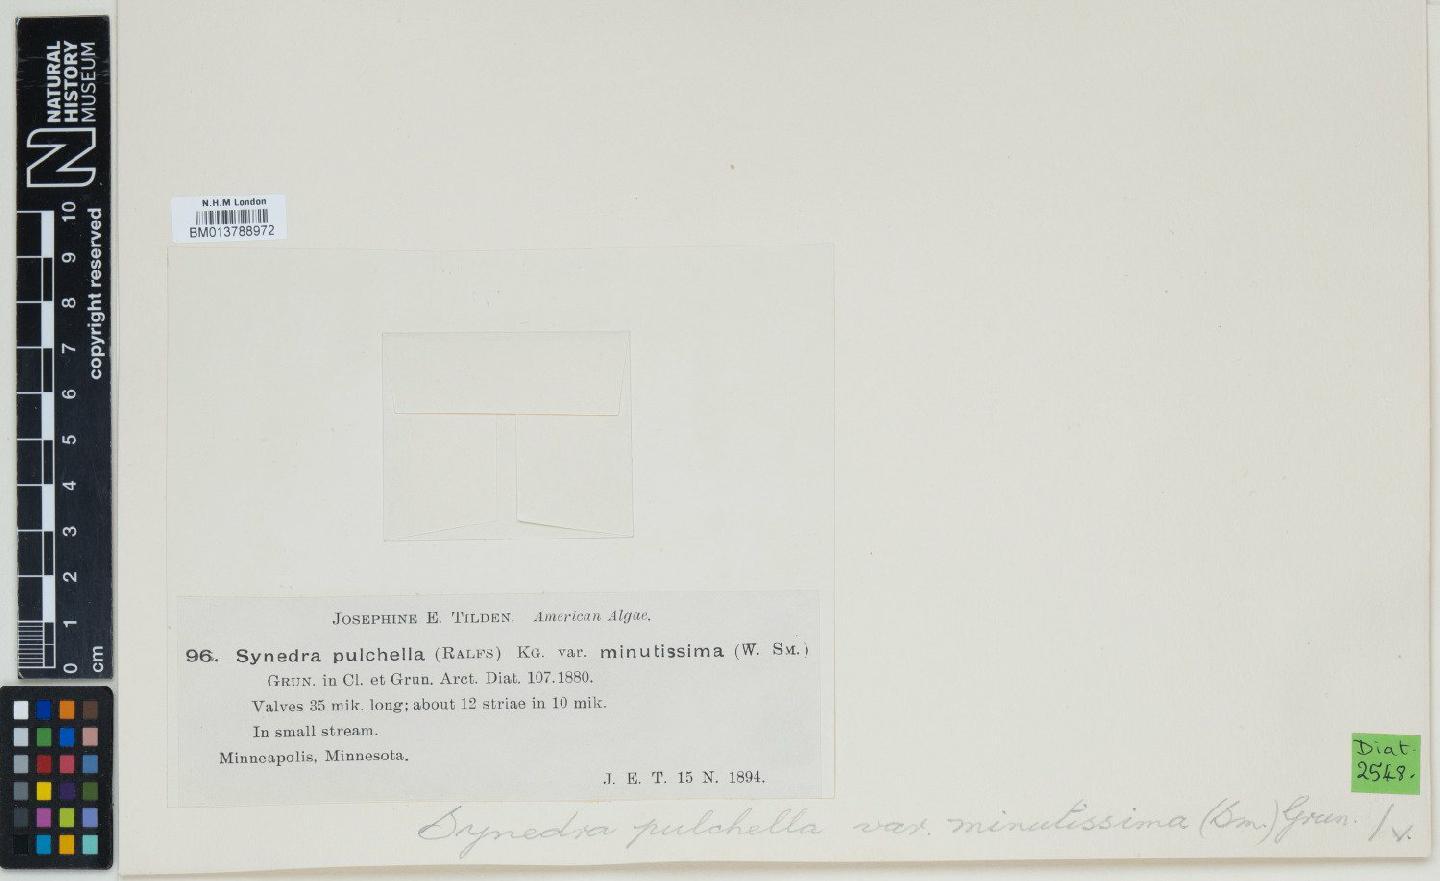 NATURAL
HISTORY
MUSEUM
copyright reserved
10
9
8
7
6
5
4
3
2
1
0
cm
N.H.M London
BM013788972
JOSEPHINE E. TILDEN. American Algae.
96. Synedra pulchella (RALFS) KG. var. minutissima (W. SM.)
GRUN. in Cl. et Grun. Arct. Diat. 107.1880.
Valves 35 mik. long; about 12 striae in 10 mik.
In small stream.
Minneapolis, Minnesota.
J. E. T. 15 N. 1894.
Diat.
2548.
Synedra pulchella var. minutissima (Sm.) Grun.